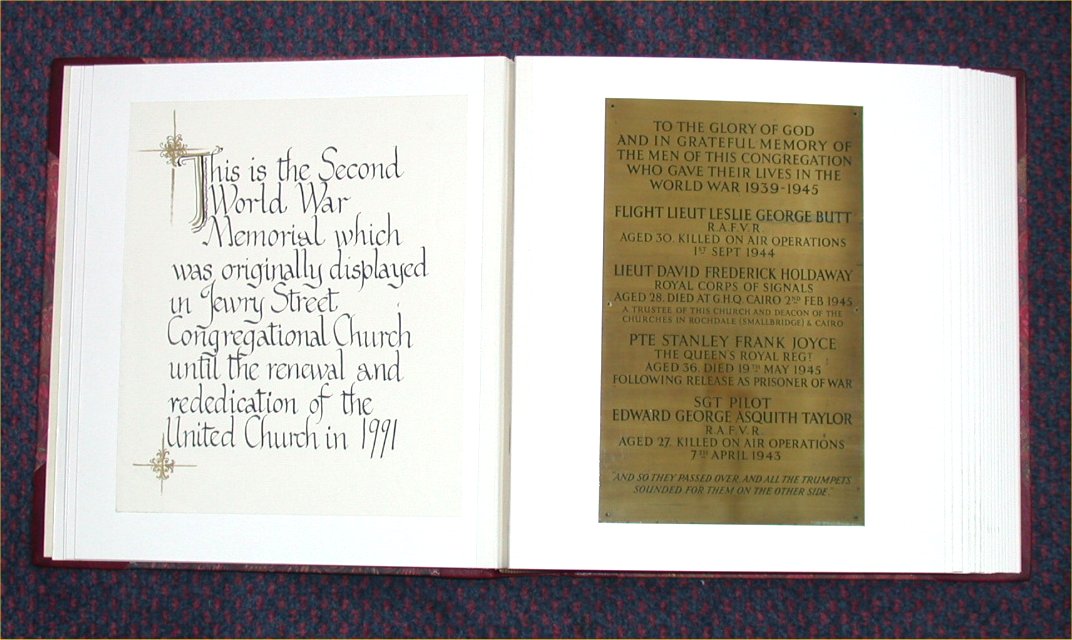 This is the Second
World War
Memorial which
was originally displayed
in Jewry Street
Congregational Church
until the renewal and
rededication of the
United Church in 1991
TO THE GLORY OF GOD
AND IN GRATEFUL MEMORY OF
THE MEN OF THIS CONGREGATION
WHO GAVE THEIR LIVES IN THE
WORLD WAR 1939-1945
FLIGHT LIEUT LESLIE GEORGE BUTT
R.A.F.V.R.
AGED 30. KILLED ON AIR OPERATIONS
1ST SEPT 1944
LIEUT DAVID FREDERICK HOLDAWAY
ROYAL CORPS OF SIGNALS
AGED 28. DIED AT G.H.Q. CAIRO 2ND FEB 1945
A TRUSTEE OF THIS CHURCH AND DEACON OF THE
CHURCHES IN ROCHDALE (SMALLBRIDGE) & CAIRO
PTE STANLEY FRANK JOYCE
THE QUEEN'S ROYAL REGT
AGED 36. DIED 19TH MAY 1945
FOLLOWING RELEASE AS PRISONER OF WAR
SGT PILOT
EDWARD GEORGE ASQUITH TAYLOR
R.A.F.V.R.
AGED 27. KILLED ON AIR OPERATIONS
7TH APRIL 1943
"AND SO THEY PASSED OVER, AND ALL THE TRUMPETS
SOUNDED FOR THEM ON THE OTHER SIDE."